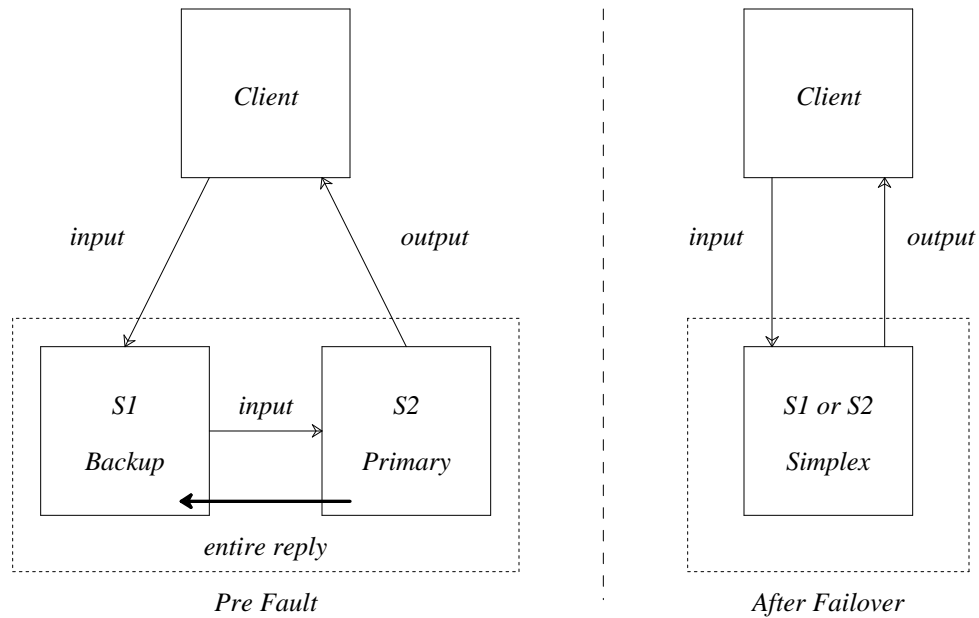 Client
Client
input
output
input
output
S1
Backup
input
S2
Primary
S1 or S2
Simplex
entire reply
Pre Fault
After Failover